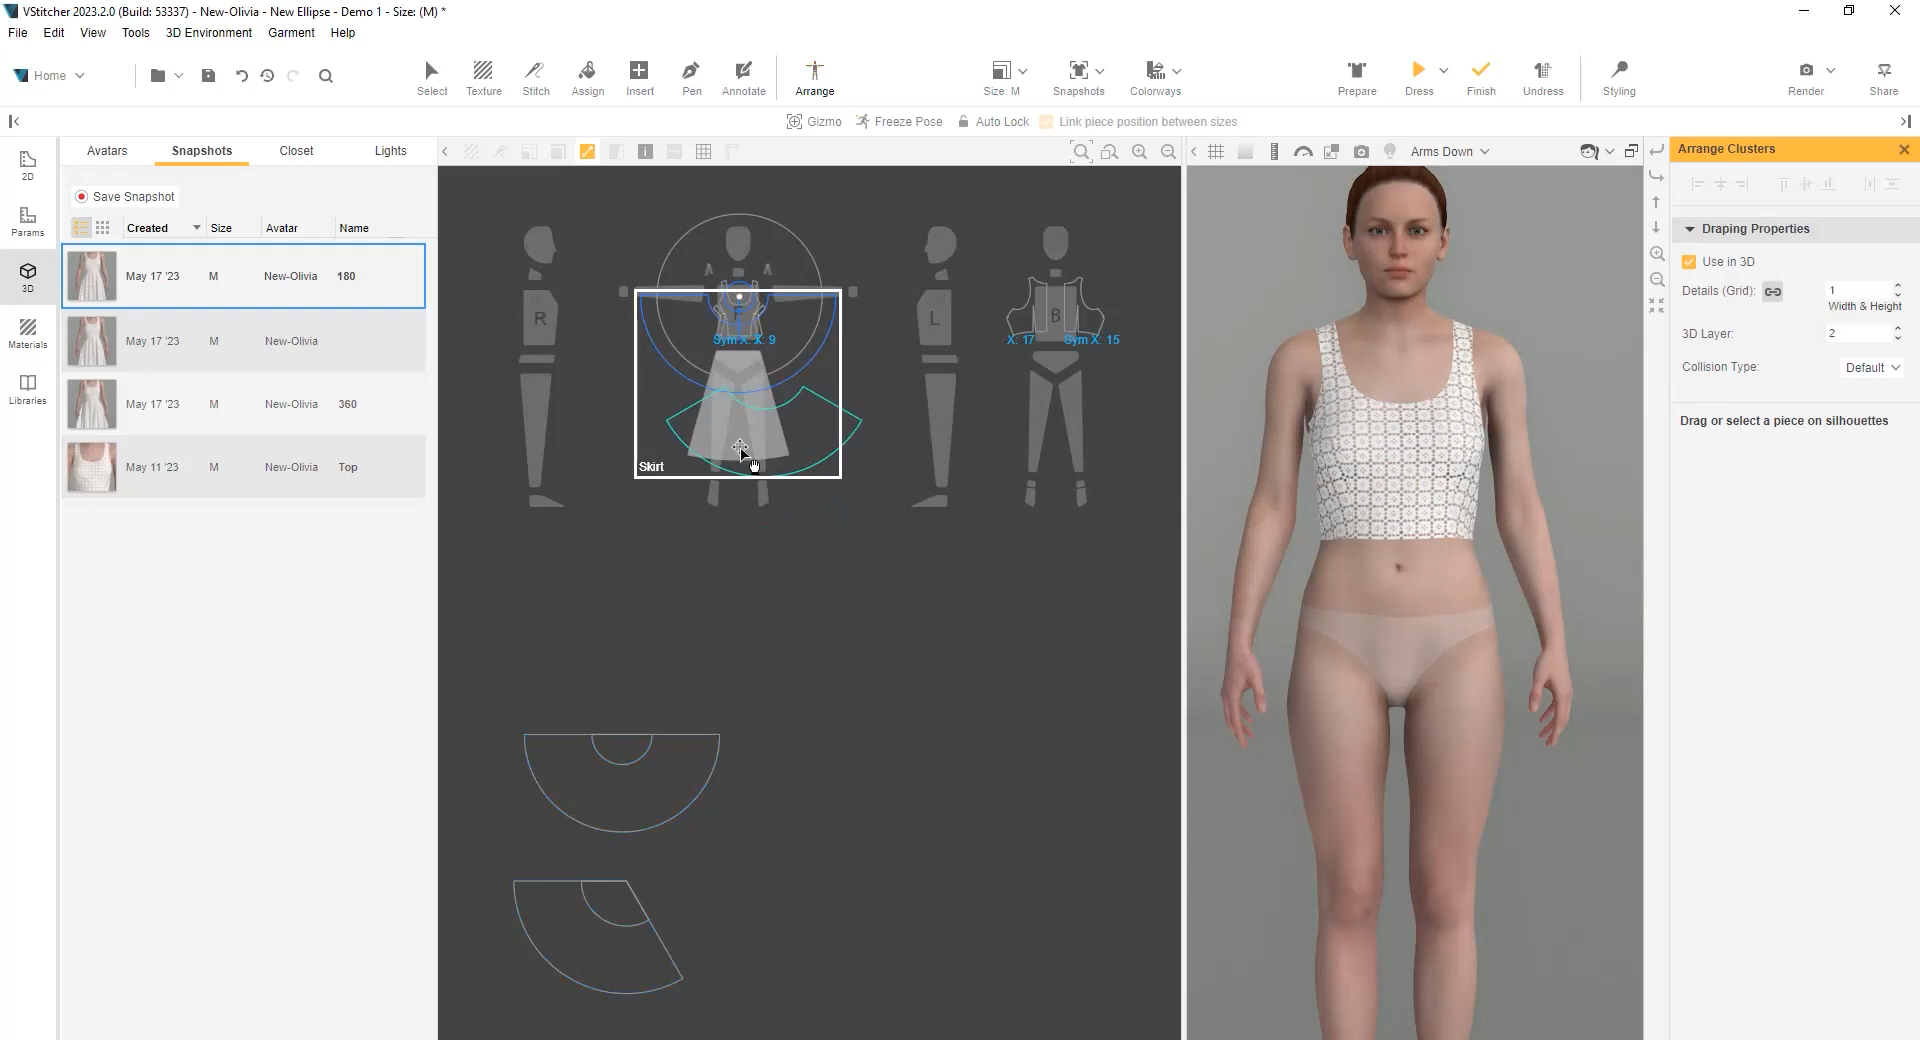 VStitcher 2023.2.0 (Build: 53337) - New-Olivia - New Ellipse - Demo 1 - Size: (M) *
File Edit View Tools 3D Environment Garment Help
Home
Select Texture Stitch Assign Insert Pen Annotate Arrange Size: M Snapshots Colorways Prepare Dress Finish Undress Styling Render Share
Gizmo Freeze Pose Auto Lock Link piece position between sizes
2D
Params
3D
Materials
Libraries
Avatars Snapshots Closet Lights
Save Snapshot
Created Size Avatar Name
May 17 '23 M New-Olivia 180
May 17 '23 M New-Olivia
May 17 '23 M New-Olivia 360
May 11 '23 M New-Olivia Top
R F L B
X: 9
X: 17 Sym X: 15
Skirt
Arms Down
Arrange Clusters
Draping Properties
Use in 3D
Details (Grid): 1
Width & Height
3D Layer: 2
Collision Type: Default
Drag or select a piece on silhouettes